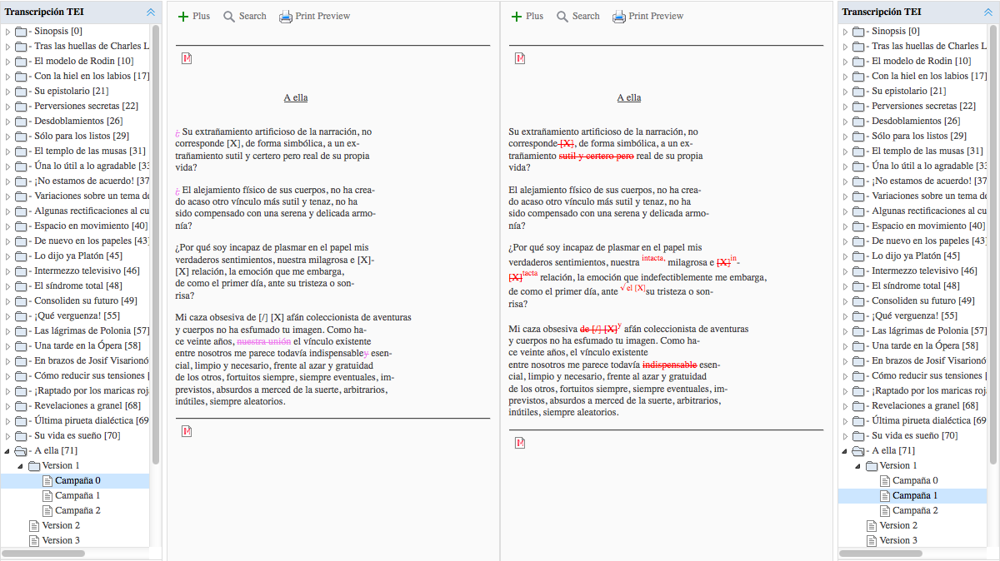 Transcripción TEI
- Sinopsis [0]
- Tras las huellas de Charles L
- El modelo de Rodin [10]
- Con la hiel en los labios [17]
- Su epistolario [21]
- Perversiones secretas [22]
- Desdoblamientos [26]
- Sólo para los listos [29]
- El templo de las musas [31]
- Úna lo útil a lo agradable [33
- ¡No estamos de acuerdo! [37
- Variaciones sobre un tema de
- Algunas rectificaciones al cu
- Espacio en movimiento [40]
- De nuevo en los papeles [43]
- Lo dijo ya Platón [45]
- Intermezzo televisivo [46]
- El síndrome total [48]
- Consoliden su futuro [49]
- ¡Qué verguenza! [55]
- Las lágrimas de Polonia [57]
- Una tarde en la Ópera [58]
- En brazos de Josif Visarionó
- Cómo reducir sus tensiones [
- ¡Raptado por los maricas roj
- Revelaciones a granel [68]
- Última pirueta dialéctica [69
- Su vida es sueño [70]
- A ella [71]
Version 1
Campaña 0
Campaña 1
Campaña 2
Version 2
Version 3
Plus Search Print Preview
A ella
¿ Su extrañamiento artificioso de la narración, no
corresponde [X], de forma simbólica, a un ex-
trañamiento sutil y certero pero real de su propia
vida?
¿ El alejamiento físico de sus cuerpos, no ha crea-
do acaso otro vínculo más sutil y tenaz, no ha
sido compensado con una serena y delicada armo-
nía?
¿Por qué soy incapaz de plasmar en el papel mis
verdaderos sentimientos, nuestra milagrosa e [X]-
[X] relación, la emoción que me embarga,
de como el primer día, ante su tristeza o son-
risa?
Mi caza obsesiva de [/] [X] afán coleccionista de aventuras
y cuerpos no ha esfumado tu imagen. Como ha-
ce veinte años, nuestra unión el vínculo existente
entre nosotros me parece todavía indispensabley esen-
cial, limpio y necesario, frente al azar y gratuidad
de los otros, fortuitos siempre, siempre eventuales, im-
previstos, absurdos a merced de la suerte, arbitrarios,
inútiles, siempre aleatorios.
Plus Search Print Preview
A ella
Su extrañamiento artificioso de la narración, no
corresponde [X], de forma simbólica, a un ex-
trañamiento sutil y certero pero real de su propia
vida?
El alejamiento físico de sus cuerpos, no ha crea-
do acaso otro vínculo más sutil y tenaz, no ha
sido compensado con una serena y delicada armo-
nía?
¿Por qué soy incapaz de plasmar en el papel mis
verdaderos sentimientos, nuestra intacta, milagrosa e [X]in-
[X]tacta relación, la emoción que indefectiblemente me embarga,
de como el primer día, ante √el [X]su tristeza o son-
risa?
Mi caza obsesiva de [/] [X]y afán coleccionista de aventuras
y cuerpos no ha esfumado tu imagen. Como ha-
ce veinte años, el vínculo existente
entre nosotros me parece todavía indispensable esen-
cial, limpio y necesario, frente al azar y gratuidad
de los otros, fortuitos siempre, siempre eventuales, im-
previstos, absurdos a merced de la suerte, arbitrarios,
inútiles, siempre aleatorios.
Transcripción TEI
- Sinopsis [0]
- Tras las huellas de Charles L
- El modelo de Rodin [10]
- Con la hiel en los labios [17]
- Su epistolario [21]
- Perversiones secretas [22]
- Desdoblamientos [26]
- Sólo para los listos [29]
- El templo de las musas [31]
- Úna lo útil a lo agradable [33
- ¡No estamos de acuerdo! [37
- Variaciones sobre un tema de
- Algunas rectificaciones al cu
- Espacio en movimiento [40]
- De nuevo en los papeles [43]
- Lo dijo ya Platón [45]
- Intermezzo televisivo [46]
- El síndrome total [48]
- Consoliden su futuro [49]
- ¡Qué verguenza! [55]
- Las lágrimas de Polonia [57]
- Una tarde en la Ópera [58]
- En brazos de Josif Visarionó
- Cómo reducir sus tensiones [
- ¡Raptado por los maricas roj
- Revelaciones a granel [68]
- Última pirueta dialéctica [69
- Su vida es sueño [70]
- A ella [71]
Version 1
Campaña 0
Campaña 1
Campaña 2
Version 2
Version 3